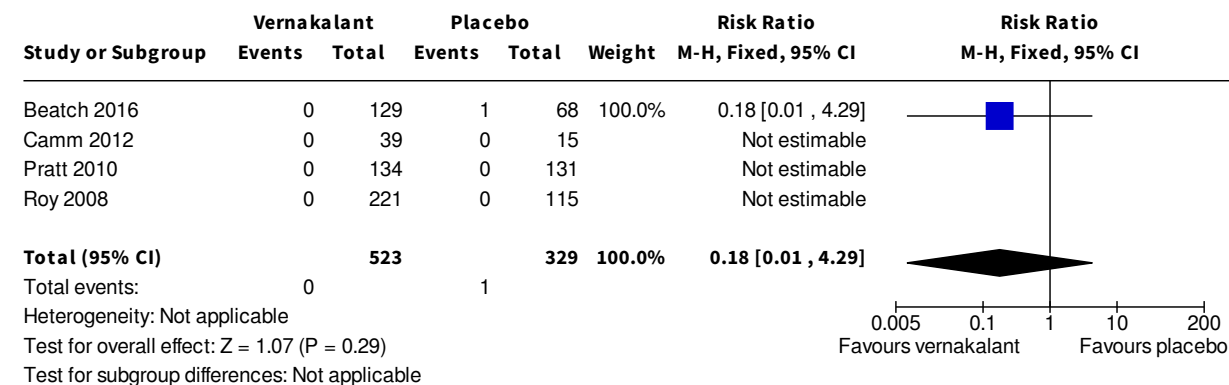 Vernakalant Placebo Risk Ratio Risk Ratio
Study or Subgroup Events Total Events Total Weight M-H, Fixed, 95% CI M-H, Fixed, 95% CI
Beatch 2016 0 129 1 68 100.0% 0.18 [0.01 , 4.29]
Camm 2012 0 39 0 15 Not estimable
Pratt 2010 0 134 0 131 Not estimable
Roy 2008 0 221 0 115 Not estimable
Total (95% CI) 523 329 100.0% 0.18 [0.01 , 4.29]
Total events: 0 1
Heterogeneity: Not applicable 0.005 0.1 1 10 200
Test for overall effect: Z = 1.07 (P = 0.29) Favours vernakalant Favours placebo
Test for subgroup differences: Not applicable